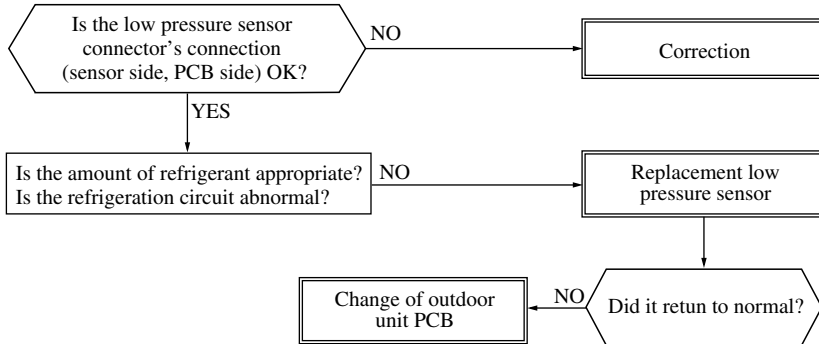 Is the low pressure sensor
connector's connection
(sensor side, PCB side) OK?
NO
Correction
YES
Is the amount of refrigerant appropriate?
Is the refrigeration circuit abnormal?
NO
Replacement low
pressure sensor
Change of outdoor
unit PCB
NO
Did it retun to normal?